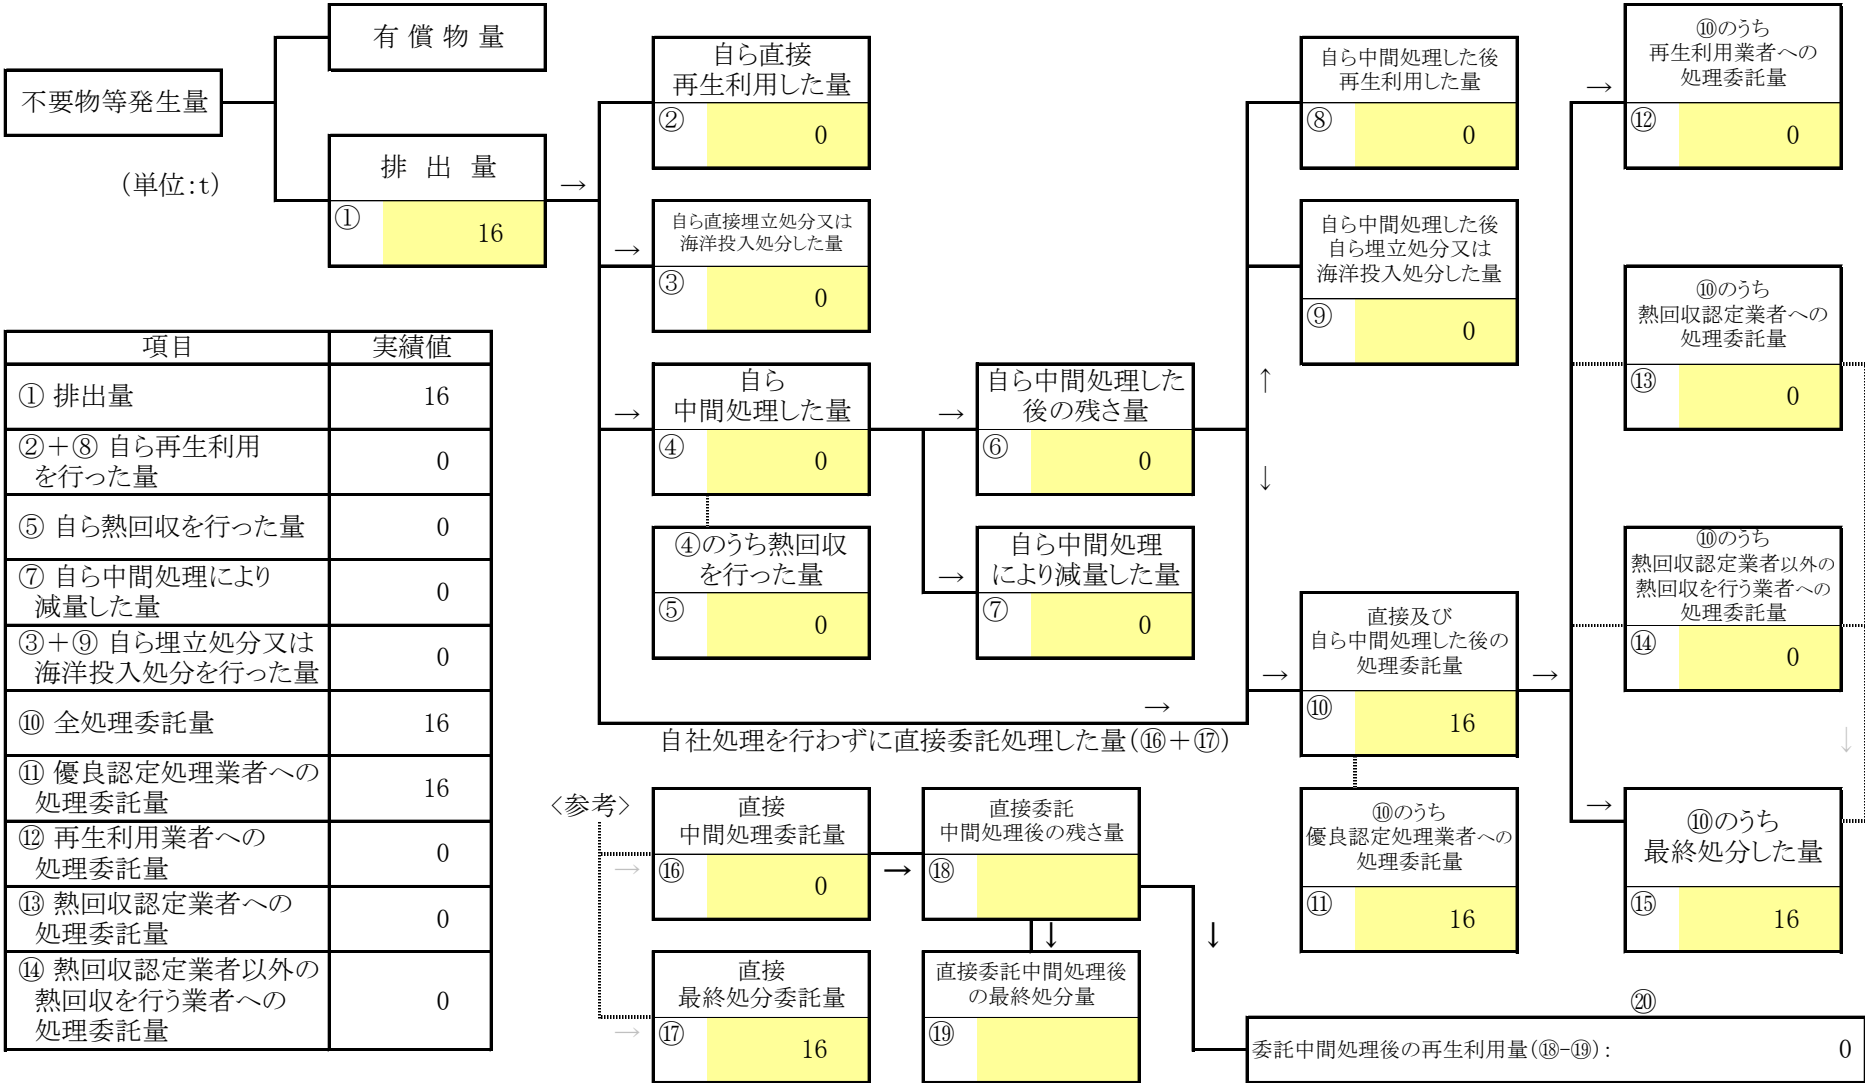 不要物等発生量
(単位:t)
有 償 物 量
排 出 量
→
①
16
自ら直接
再生利用した量
②
0
→
自ら直接埋立処分又は
海洋投入処分した量
③
0
→
自ら
中間処理した量
④
0
④のうち熱回収
を行った量
⑤
0
→
自ら中間処理した
後の残さ量
⑥
0
→
自ら中間処理
により減量した量
⑦
0
↑
↓
自ら中間処理した後
再生利用した量
⑧
0
自ら中間処理した後
自ら埋立処分又は
海洋投入処分した量
⑨
0
→
自社処理を行わずに直接委託処理した量(⑯+⑰)
→
直接及び
自ら中間処理した後の
処理委託量
⑩
16
→
⑩のうち
優良認定処理業者への
処理委託量
⑪
16
→
⑩のうち
再生利用業者への
処理委託量
⑫
0
⑩のうち
熱回収認定業者への
処理委託量
⑬
0
⑩のうち
熱回収認定業者以外の
熱回収を行う業者への
処理委託量
⑭
0
↓
→
⑩のうち
最終処分した量
⑮
16
項目 実績値
① 排出量 16
②+⑧ 自ら再生利用
を行った量 0
⑤ 自ら熱回収を行った量 0
⑦ 自ら中間処理により
減量した量 0
③+⑨ 自ら埋立処分又は
海洋投入処分を行った量 0
⑩ 全処理委託量 16
⑪ 優良認定処理業者への
処理委託量 16
⑫ 再生利用業者への
処理委託量 0
⑬ 熱回収認定業者への
処理委託量 0
⑭ 熱回収認定業者以外の
熱回収を行う業者への
処理委託量 0
<参考>
→
直接
中間処理委託量
⑯
0
→
直接委託
中間処理後の残さ量
⑱
↓
↓
→
直接
最終処分委託量
⑰
16
直接委託中間処理後
の最終処分量
⑲
⑳
委託中間処理後の再生利用量(⑱-⑲): 0